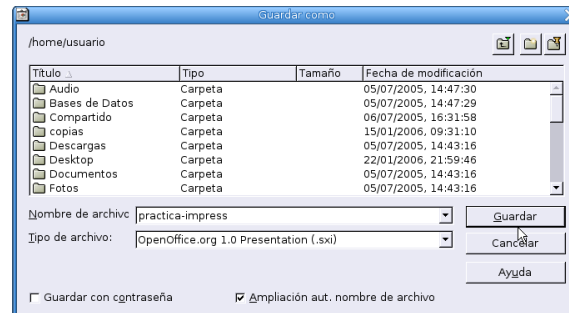 Guardar como
/home/usuario
Título Tipo Tamaño Fecha de modificación
Audio Carpeta 05/07/2005, 14:47:30
Bases de Datos Carpeta 05/07/2005, 14:47:29
Compartido Carpeta 06/07/2005, 16:31:58
copias Carpeta 15/01/2006, 09:31:10
Descargas Carpeta 05/07/2005, 14:43:16
Desktop Carpeta 22/01/2006, 21:59:46
Documentos Carpeta 05/07/2005, 14:43:16
Fotos Carpeta 05/07/2005, 14:43:16
Nombre de archivo practica-impress Guardar
Tipo de archivo: OpenOffice.org 1.0 Presentation (.sxi) Cancelar
Ayuda
Guardar con contraseña Ampliación aut. nombre de archivo